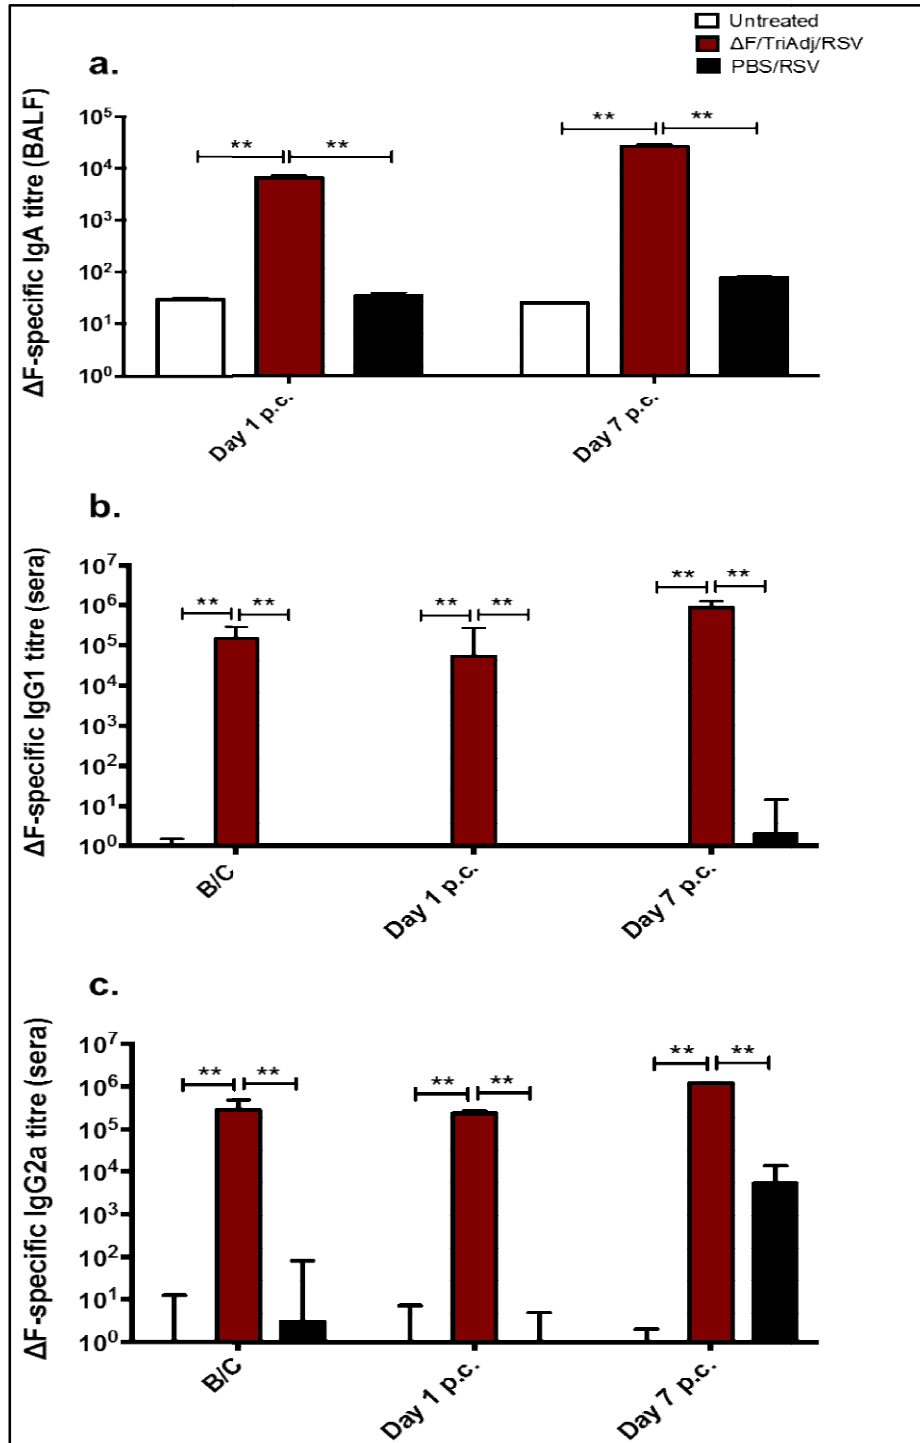 Untreated
ΔF/TriAdj/RSV
PBS/RSV
a.
ΔF-specific IgA titre (BALF)
10⁵
10⁴
10³
10²
10¹
10⁰
** **
** **
Day 1 p.c.
Day 7 p.c.
b.
ΔF-specific IgG1 titre (sera)
10⁷
10⁶
10⁵
10⁴
10³
10²
10¹
10⁰
** **
** **
** **
B/C
Day 1 p.c.
Day 7 p.c.
c.
ΔF-specific IgG2a titre (sera)
10⁷
10⁶
10⁵
10⁴
10³
10²
10¹
10⁰
** **
** **
** **
B/C
Day 1 p.c.
Day 7 p.c.